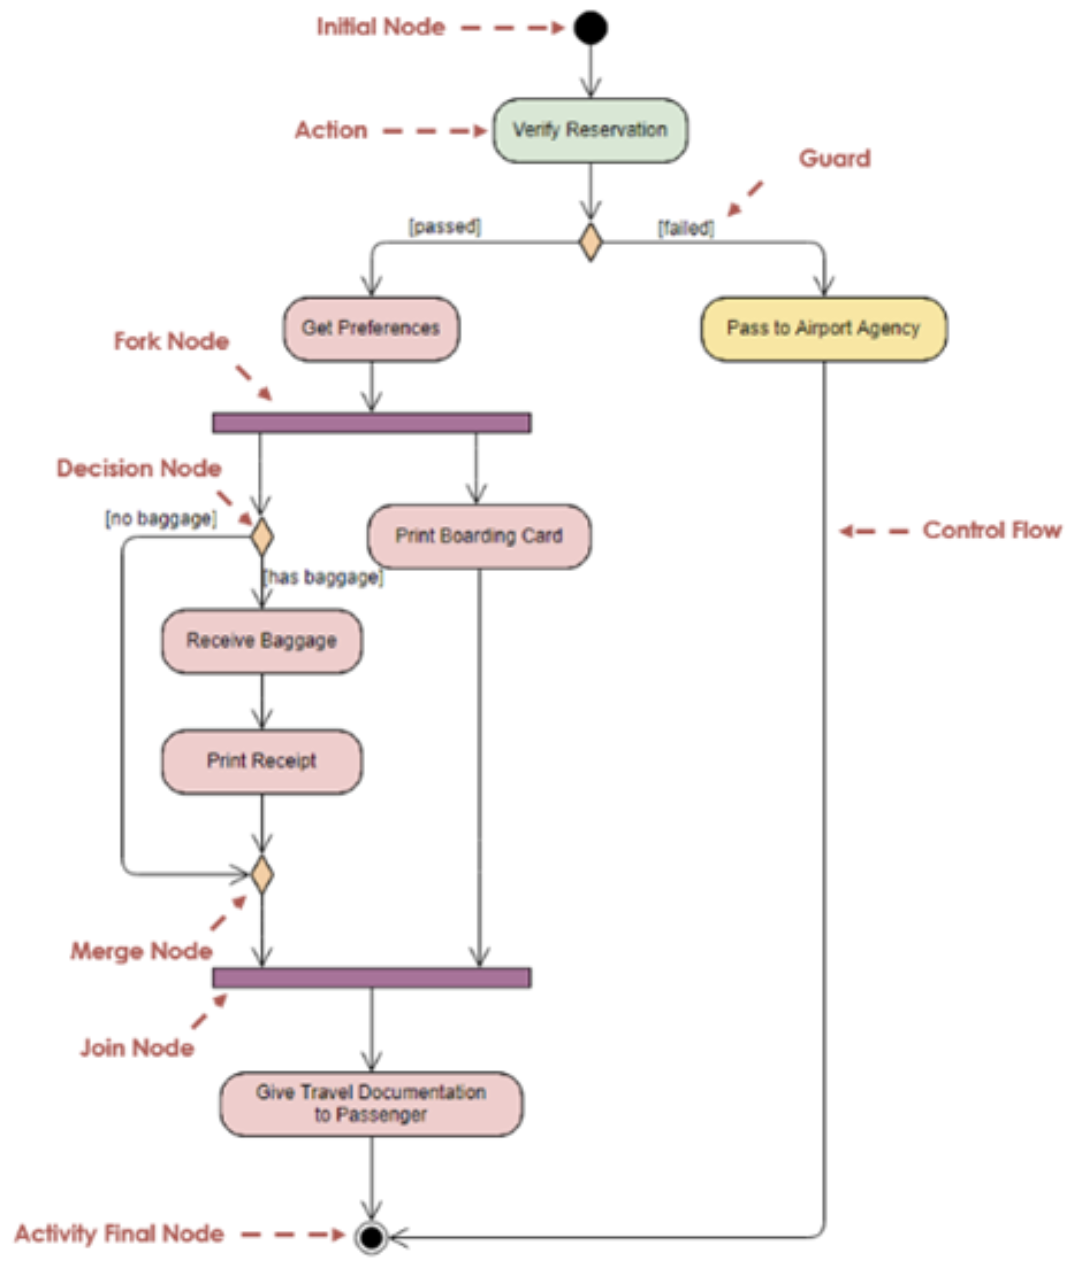 Initial Node
Verify Reservation
Action
Guard
[passed]
[failed]
Get Preferences
Pass to Airport Agency
Fork Node
Decision Node
[no baggage]
Print Boarding Card
Control Flow
[has baggage]
Receive Baggage
Print Receipt
Merge Node
Join Node
Give Travel Documentation
to Passenger
Activity Final Node